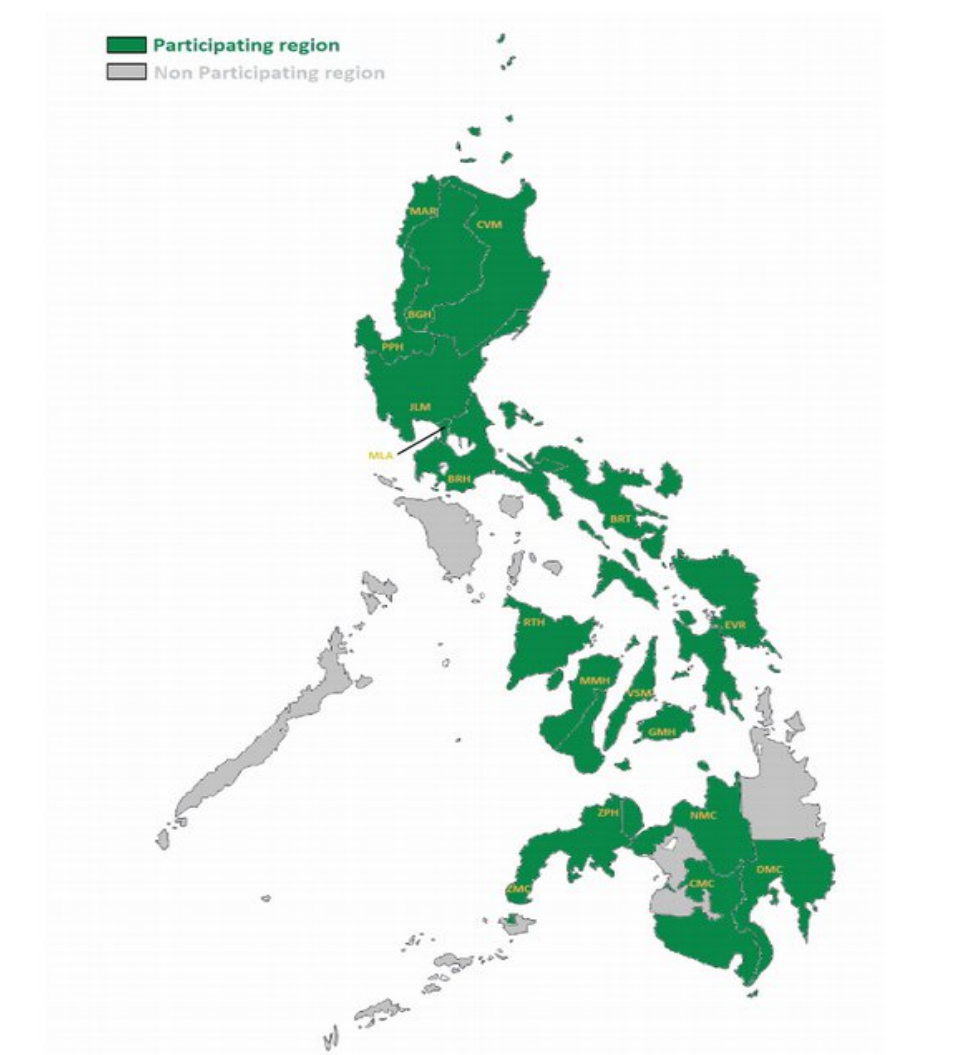 Participating region
Non Participating region
MAR
CVM
BGH
PPH
JLM
MLA
BRH
BRT
RTH
EVR
MMH
VSM
GMH
ZPH
NMC
DMC
CMC
ZMC